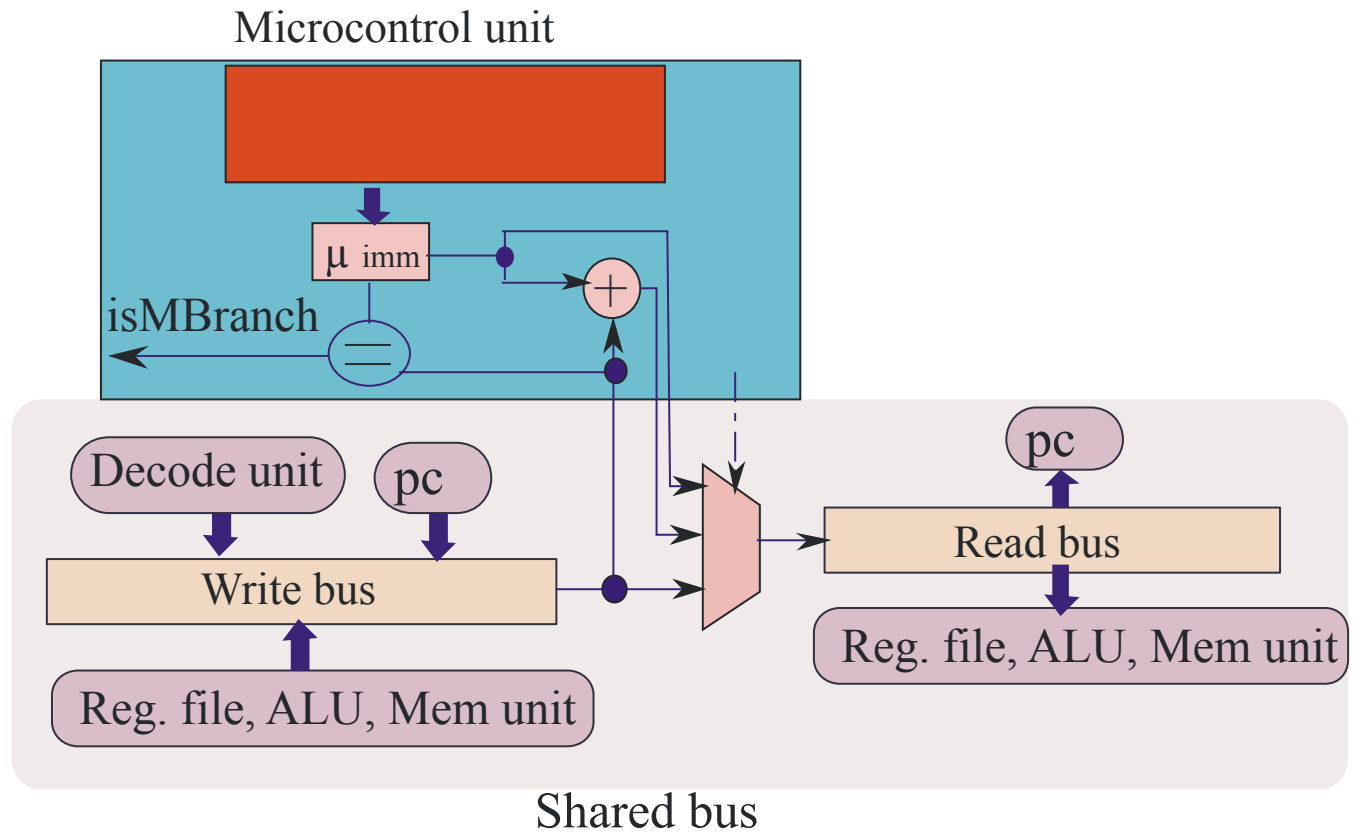 Microcontrol unit
μ imm
+
isMBranch
=
Decode unit
pc
pc
Write bus
Read bus
Reg. file, ALU, Mem unit
Reg. file, ALU, Mem unit
Shared bus